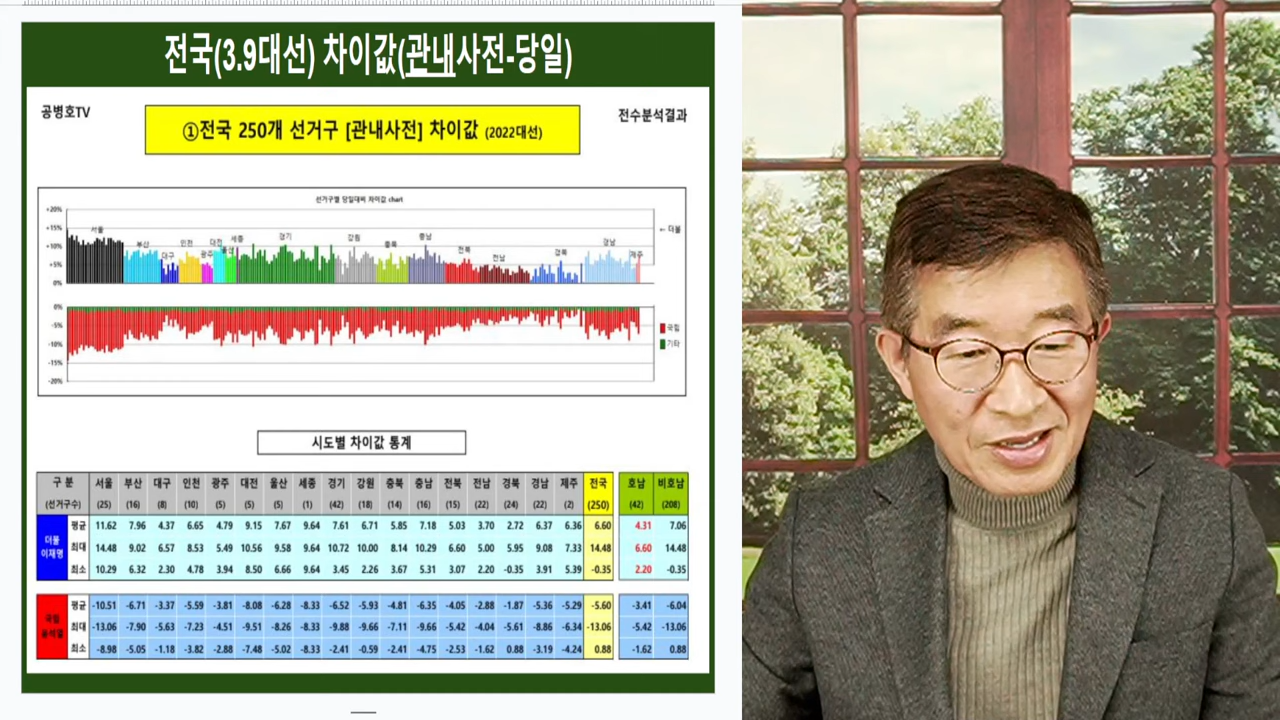 전국(3.9대선) 차이값(관내사전-당일)
공병호TV
①전국 250개 선거구 [관내사전] 차이값 (2022대선)
전수분석결과
선거구별 당일대비 차이값 chart
+20%
+15%
+10%
+5%
0%
서울 부산 대구 인천 광주 대전 울산 세종 경기 강원 충북 충남 전북 전남 경북 경남 제주
← 더불
0%
-5%
-10%
-15%
-20%
국힘
기타
시도별 차이값 통계
구 분 서울 부산 대구 인천 광주 대전 울산 세종 경기 강원 충북 충남 전북 전남 경북 경남 제주 전국 호남 비호남
(선거구수) (25) (16) (8) (10) (5) (5) (5) (1) (42) (18) (14) (16) (15) (22) (24) (22) (2) (250) (42) (208)
더불 이재명
평균 11.62 7.96 4.37 6.65 4.79 9.15 7.67 9.64 7.61 6.71 5.85 7.18 5.03 3.70 2.72 6.37 6.36 6.60 4.31 7.06
최대 14.48 9.02 6.57 8.53 5.49 10.56 9.58 9.64 10.72 10.00 8.14 10.29 6.60 5.00 5.95 9.08 7.33 14.48 6.60 14.48
최소 10.29 6.32 2.30 4.78 3.94 8.50 6.66 9.64 3.45 2.26 3.67 5.31 3.07 2.20 -0.35 3.91 5.39 -0.35 2.20 -0.35
국힘 윤석열
평균 -10.51 -6.71 -3.37 -5.59 -3.81 -8.08 -6.28 -8.33 -6.52 -5.93 -4.81 -6.35 -4.05 -2.88 -1.87 -5.36 -5.29 -5.60 -3.41 -6.04
최대 -13.06 -7.90 -5.63 -7.23 -4.51 -9.51 -8.26 -8.33 -9.88 -9.66 -7.11 -9.66 -5.42 -4.04 -5.61 -8.86 -6.34 -13.06 -5.42 -13.06
최소 -8.98 -5.05 -1.18 -3.82 -2.88 -7.48 -5.02 -8.33 -2.41 -0.59 -2.41 -4.75 -2.53 -1.62 0.88 -3.19 -4.24 0.88 -1.62 0.88